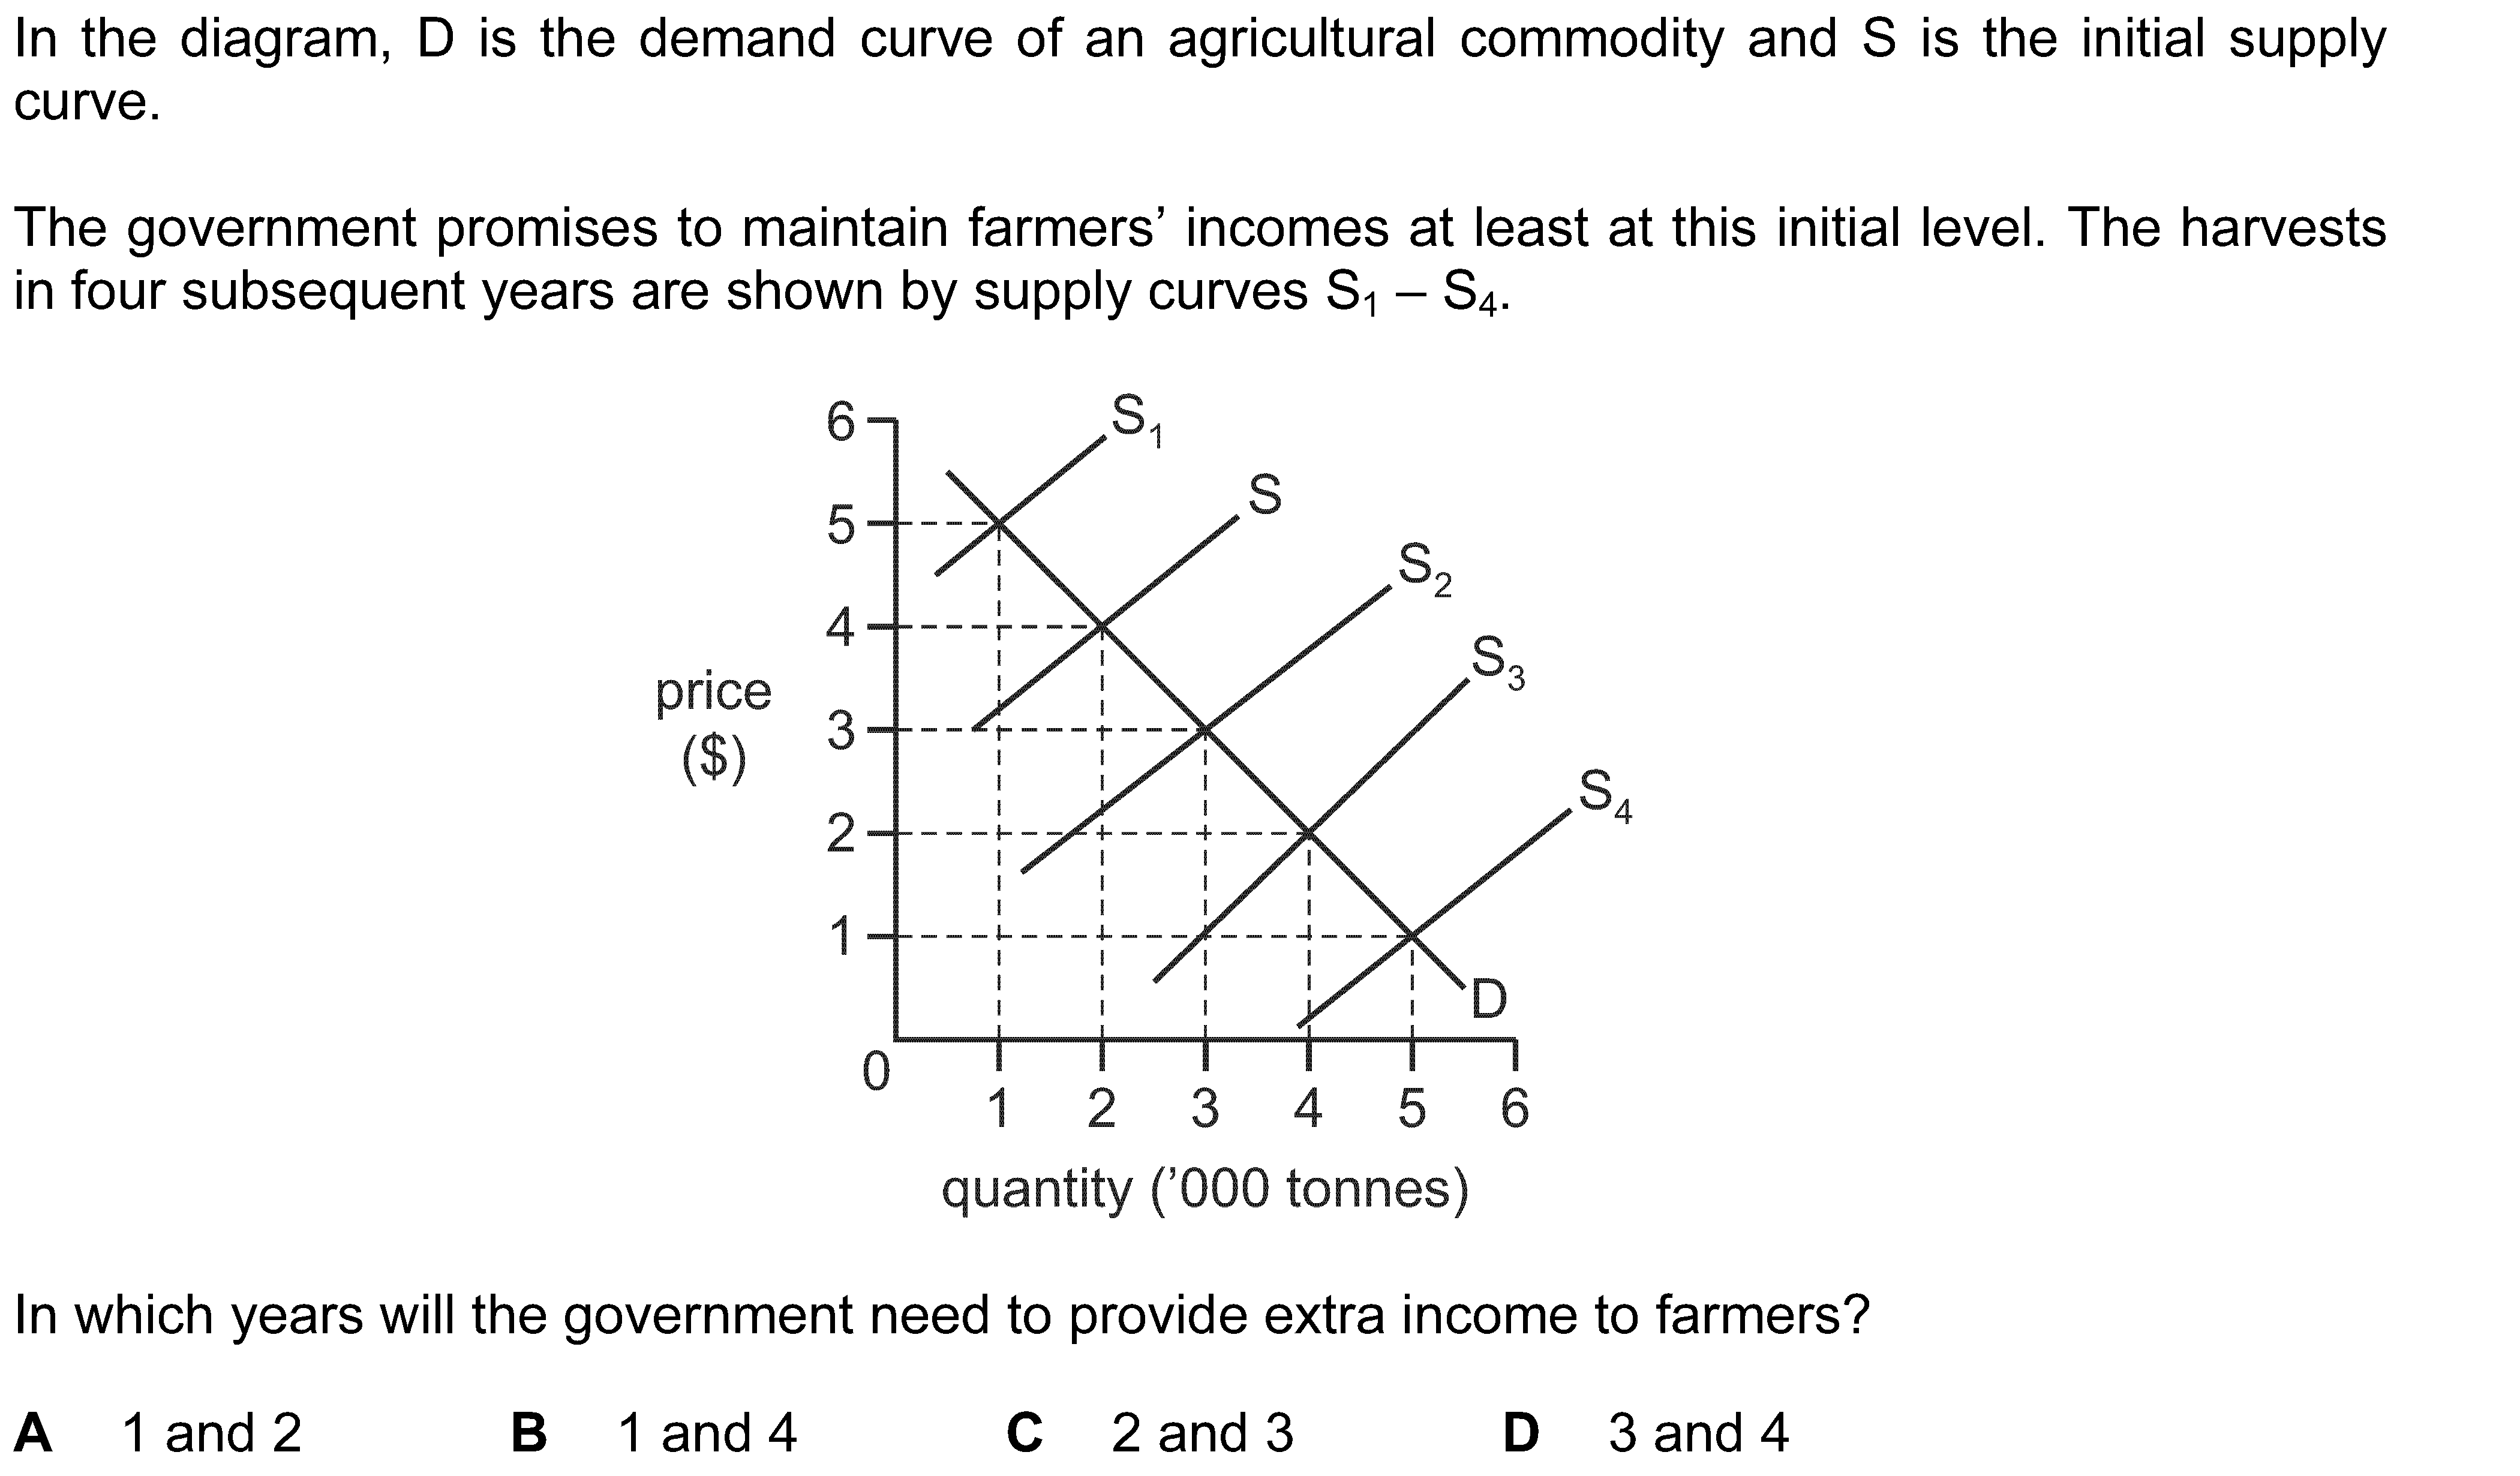 In the diagram, D is the demand curve of an agricultural commodity and S is the initial supply
curve.
The government promises to maintain farmers’ incomes at least at this initial level. The harvests
in four subsequent years are shown by supply curves S₁ – S₄.
6
S₁
5
S
4
S₂
price
($)
3
S₃
2
S₄
1
D
0
1 2 3 4 5 6
quantity (’000 tonnes)
In which years will the government need to provide extra income to farmers?
A 1 and 2 B 1 and 4 C 2 and 3 D 3 and 4